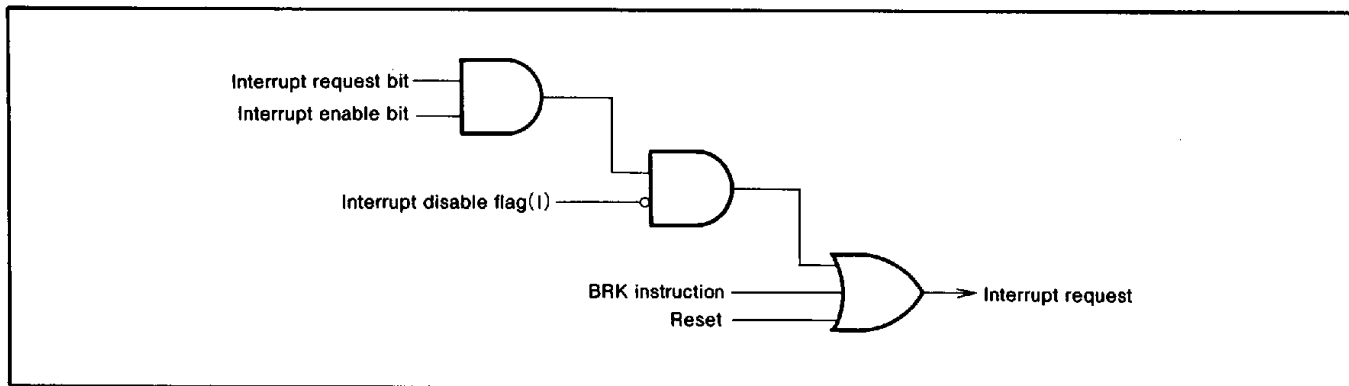 Interrupt request bit
Interrupt enable bit
Interrupt disable flag(I)
BRK instruction
Reset
Interrupt request